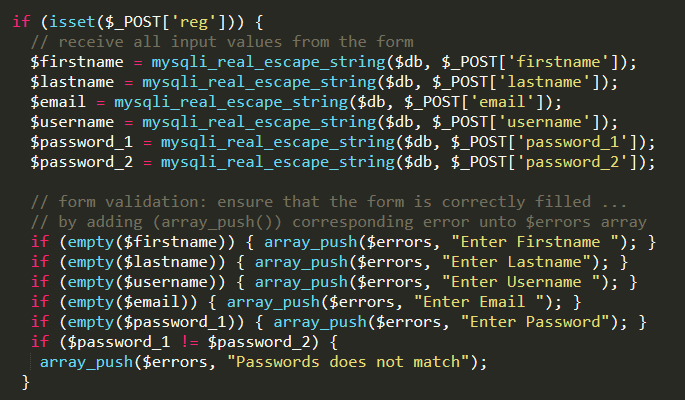 if (isset($_POST['reg'])) {
// receive all input values from the form
$firstname = mysqli_real_escape_string($db, $_POST['firstname']);
$lastname = mysqli_real_escape_string($db, $_POST['lastname']);
$email = mysqli_real_escape_string($db, $_POST['email']);
$username = mysqli_real_escape_string($db, $_POST['username']);
$password_1 = mysqli_real_escape_string($db, $_POST['password_1']);
$password_2 = mysqli_real_escape_string($db, $_POST['password_2']);
// form validation: ensure that the form is correctly filled ...
// by adding (array_push()) corresponding error unto $errors array
if (empty($firstname)) { array_push($errors, "Enter Firstname "); }
if (empty($lastname)) { array_push($errors, "Enter Lastname"); }
if (empty($username)) { array_push($errors, "Enter Username "); }
if (empty($email)) { array_push($errors, "Enter Email "); }
if (empty($password_1)) { array_push($errors, "Enter Password"); }
if ($password_1 != $password_2) {
array_push($errors, "Passwords does not match");
}